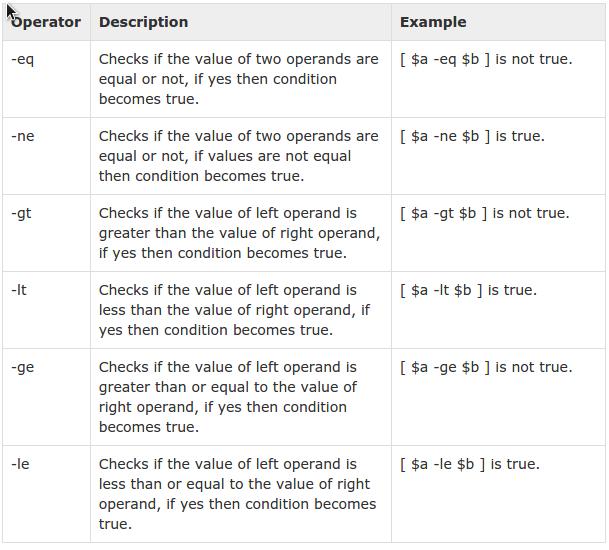 Operator Description Example
-eq Checks if the value of two operands are [ $a -eq $b ] is not true.
equal or not, if yes then condition
becomes true.
-ne Checks if the value of two operands are [ $a -ne $b ] is true.
equal or not, if values are not equal
then condition becomes true.
-gt Checks if the value of left operand is [ $a -gt $b ] is not true.
greater than the value of right operand,
if yes then condition becomes true.
-lt Checks if the value of left operand is [ $a -lt $b ] is true.
less than the value of right operand, if
yes then condition becomes true.
-ge Checks if the value of left operand is [ $a -ge $b ] is not true.
greater than or equal to the value of
right operand, if yes then condition
becomes true.
-le Checks if the value of left operand is [ $a -le $b ] is true.
less than or equal to the value of right
operand, if yes then condition becomes
true.